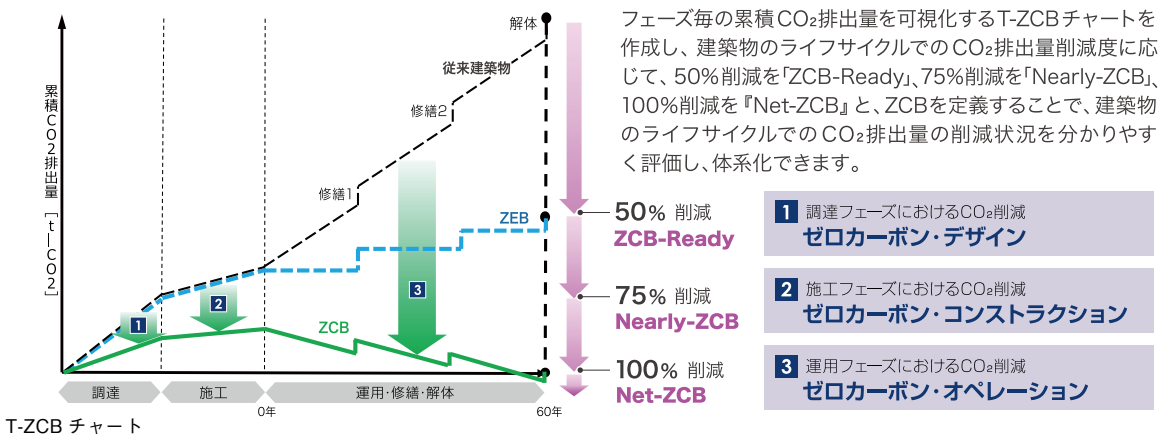 フェーズ毎の累積CO₂排出量を可視化するT-ZCBチャートを
作成し、建築物のライフサイクルでのCO₂排出量削減度に応
じて、50%削減を「ZCB-Ready」、75%削減を「Nearly-ZCB」、
100%削減を『Net-ZCB』と、ZCBを定義することで、建築物
のライフサイクルでのCO₂排出量の削減状況を分かりやす
く評価し、体系化できます。
累積CO2排出量［t―CO2］
解体
従来建築物
修繕2
修繕1
ZEB
ZCB
1
2
3
調達
施工
運用・修繕・解体
0年
60年
50% 削減
ZCB-Ready
75% 削減
Nearly-ZCB
100% 削減
Net-ZCB
1 調達フェーズにおけるCO₂削減
ゼロカーボン・デザイン
2 施工フェーズにおけるCO₂削減
ゼロカーボン・コンストラクション
3 運用フェーズにおけるCO₂削減
ゼロカーボン・オペレーション
T-ZCB チャート